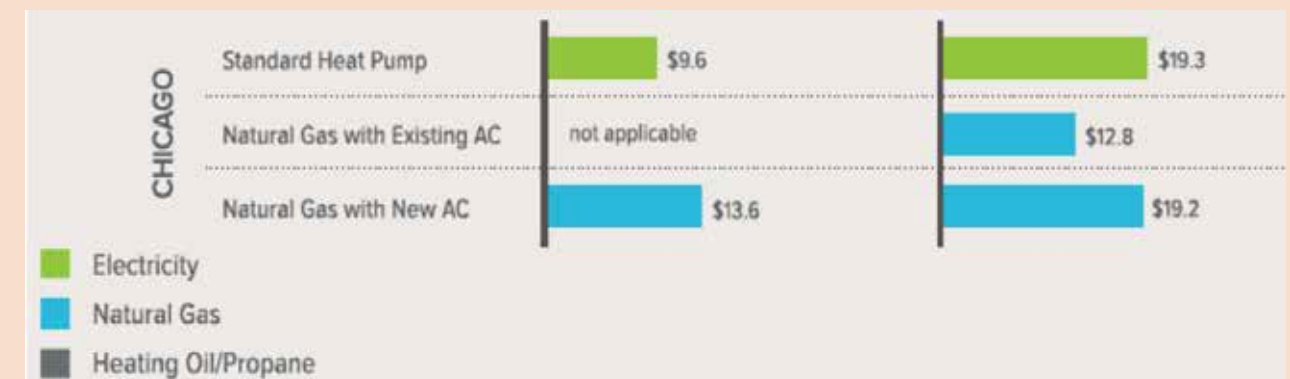 CHICAGO
Standard Heat Pump $9.6 $19.3
Natural Gas with Existing AC not applicable $12.8
Natural Gas with New AC $13.6 $19.2
Electricity
Natural Gas
Heating Oil/Propane